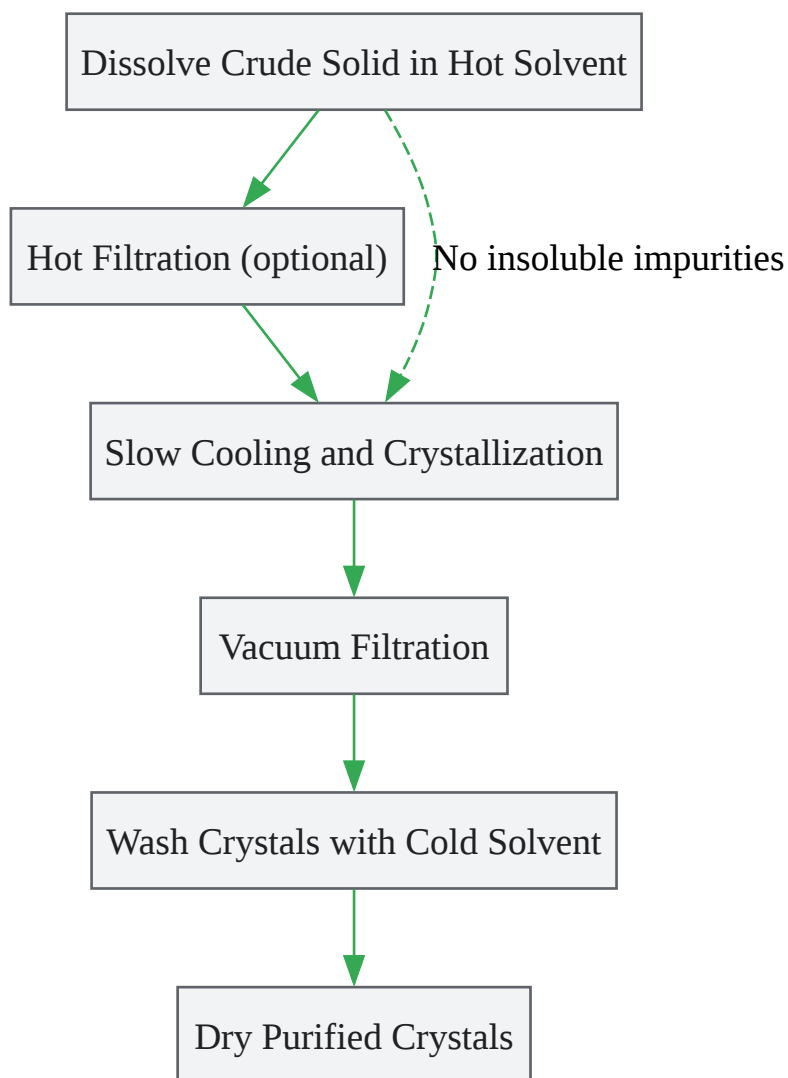 Dissolve Crude Solid in Hot Solvent
Hot Filtration (optional)
No insoluble impurities
Slow Cooling and Crystallization
Vacuum Filtration
Wash Crystals with Cold Solvent
Dry Purified Crystals